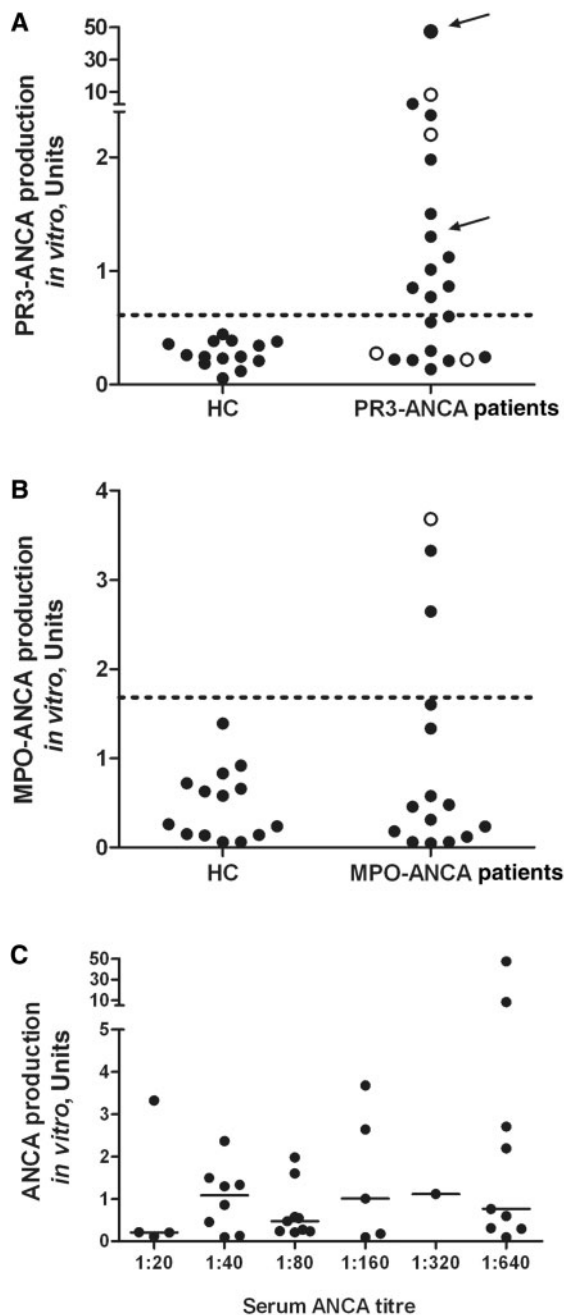 A
PR3-ANCA production
in vitro, Units
50
30
10
2
1
0
HC
PR3-ANCA patients
B
MPO-ANCA production
in vitro, Units
4
3
2
1
0
HC
MPO-ANCA patients
C
ANCA production
in vitro, Units
50
30
10
5
4
3
2
1
0
1:20
1:40
1:80
1:160
1:320
1:640
Serum ANCA titre